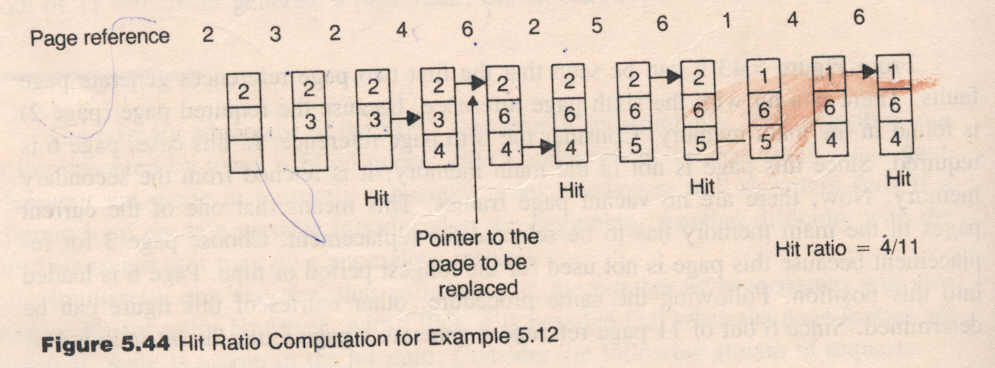 Page reference 2 3 2 4 6 2 5 6 1 4 6
2 2 2 2 2 2 2 2 1
3 3 3 6 6 6 6 6 6 6
4 4 4 5 5 5 4 4
Hit Hit Hit Hit
Pointer to the
page to be
replaced
Hit ratio = 4/11
Figure 5.44 Hit Ratio Computation for Example 5.12